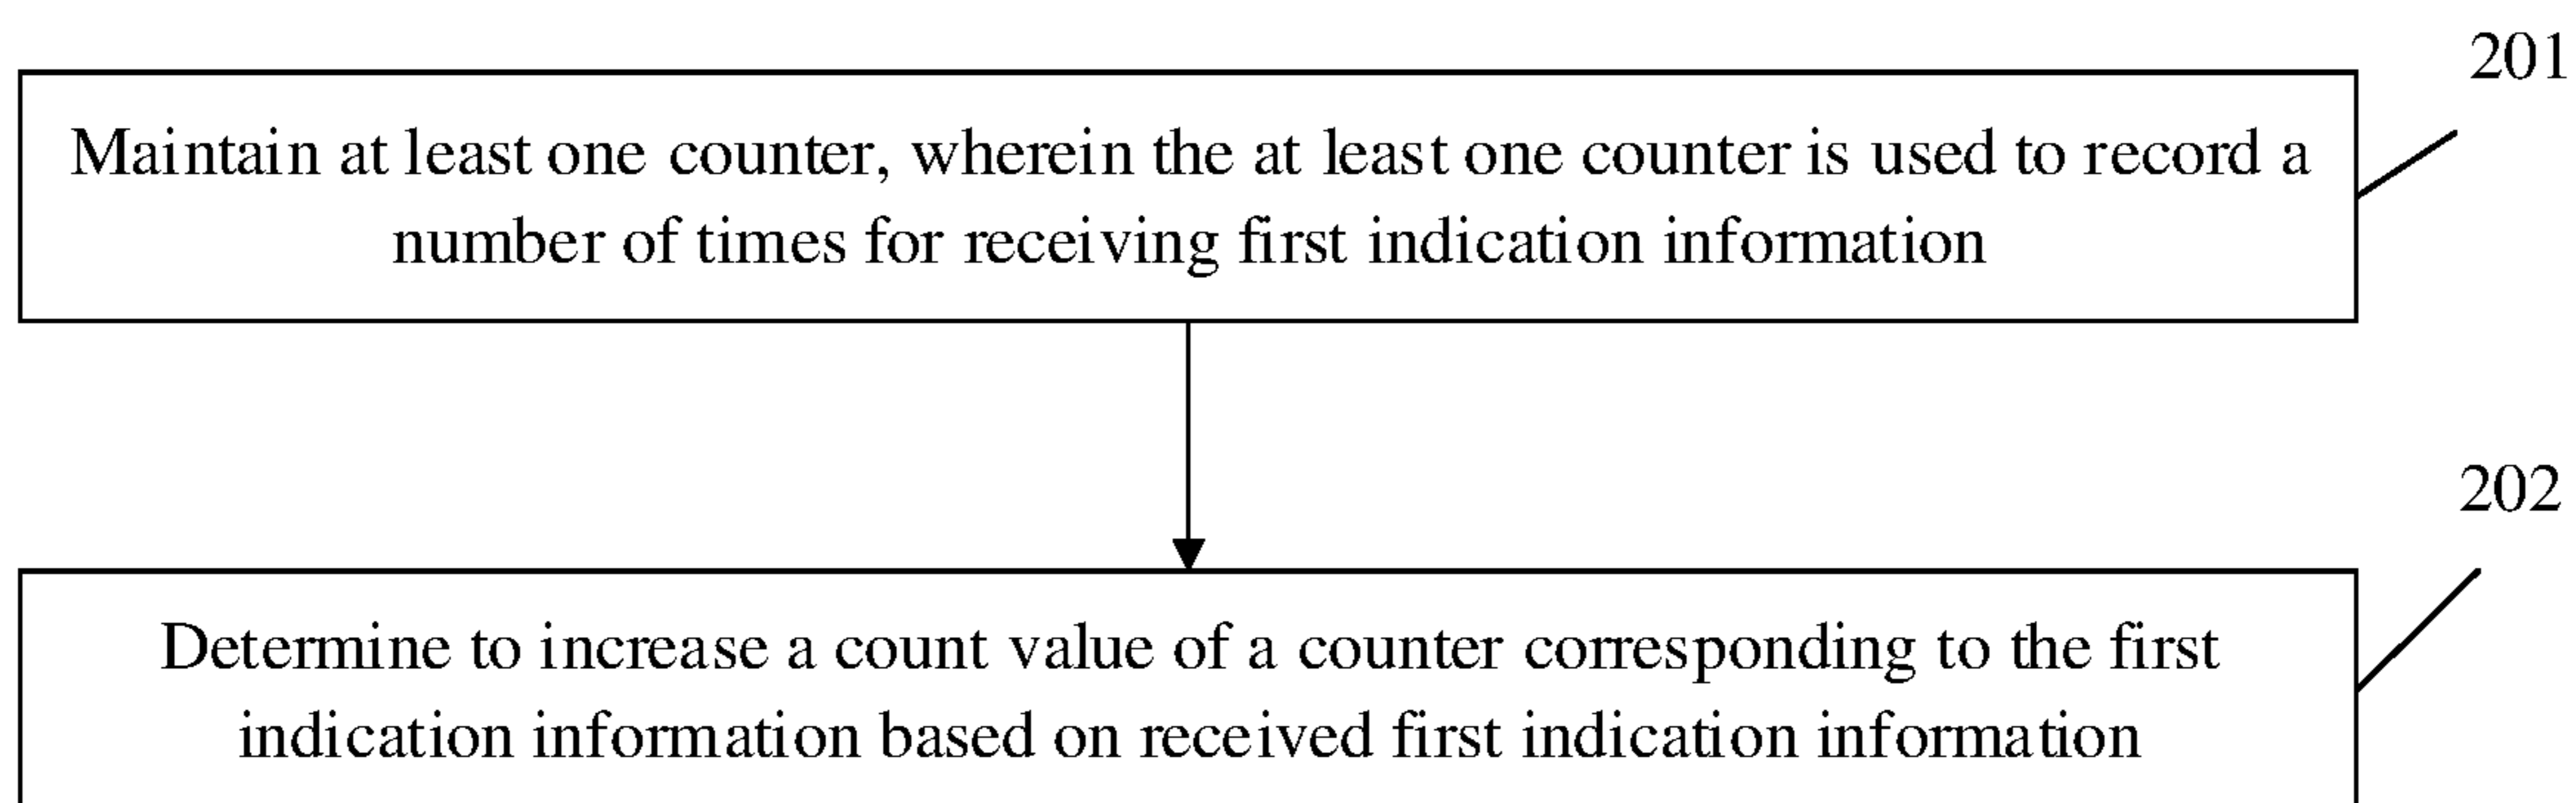 201
Maintain at least one counter, wherein the at least one counter is used to record a
number of times for receiving first indication information
202
Determine to increase a count value of a counter corresponding to the first
indication information based on received first indication information